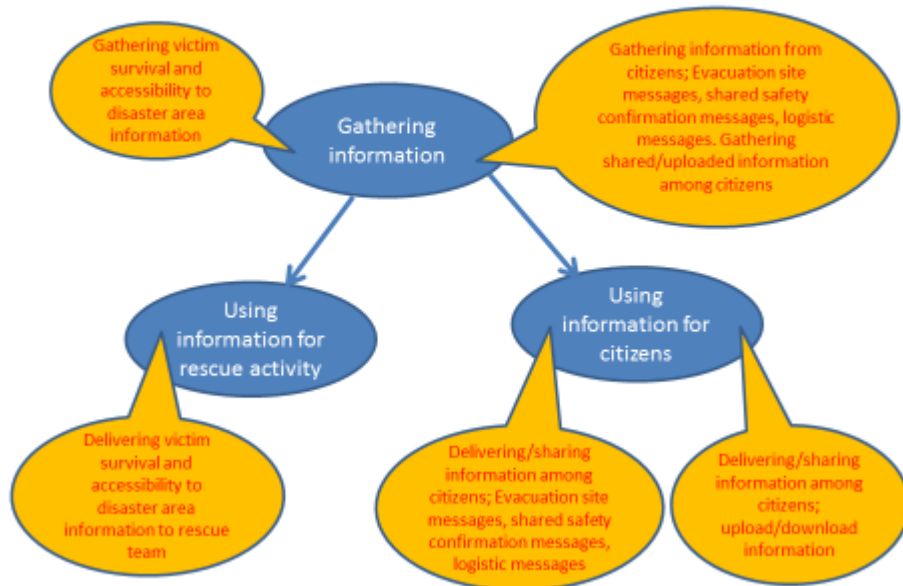 Gathering victim
survival and
accessibility to
disaster area
information
Gathering
information
Gathering information from
citizens; Evacuation site
messages, shared safety
confirmation messages, logistic
messages. Gathering
shared/uploaded information
among citizens
Using
information for
rescue activity
Using
information for
citizens
Delivering victim
survival and
accessibility to
disaster area
information to rescue
team
Delivering/sharing
information among
citizens; Evacuation site
messages, shared safety
confirmation messages,
logistic messages
Delivering/sharing
information among
citizens;
upload/download
information